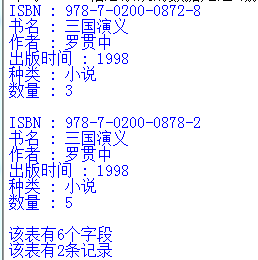 ISBN : 978-7-0200-0872-8
书名 : 三国演义
作者 : 罗贯中
出版时间 : 1998
种类 : 小说
数量 : 3
ISBN : 978-7-0200-0878-2
书名 : 三国演义
作者 : 罗贯中
出版时间 : 1998
种类 : 小说
数量 : 5
该表有6个字段
该表有2条记录